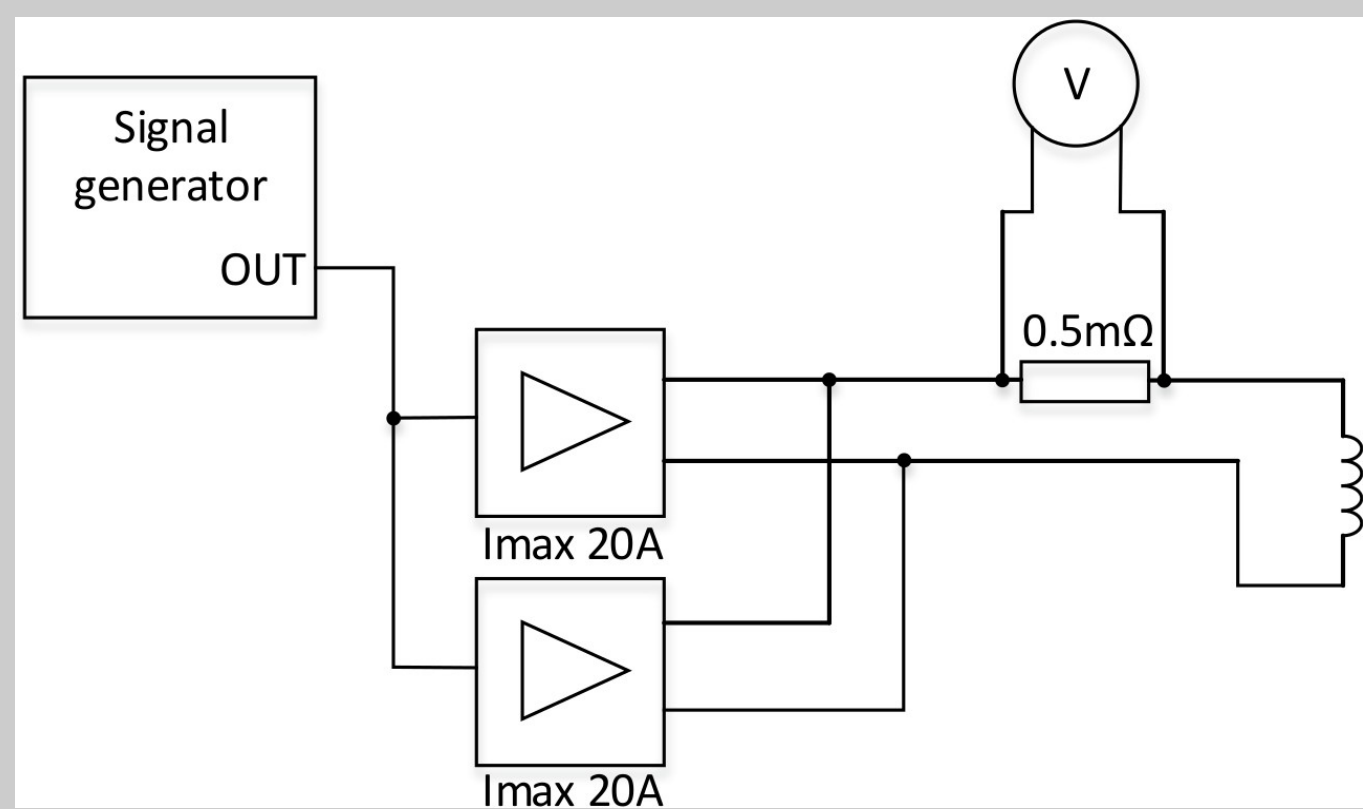 Signal
generator
OUT
V
0.5mΩ
Imax 20A
Imax 20A